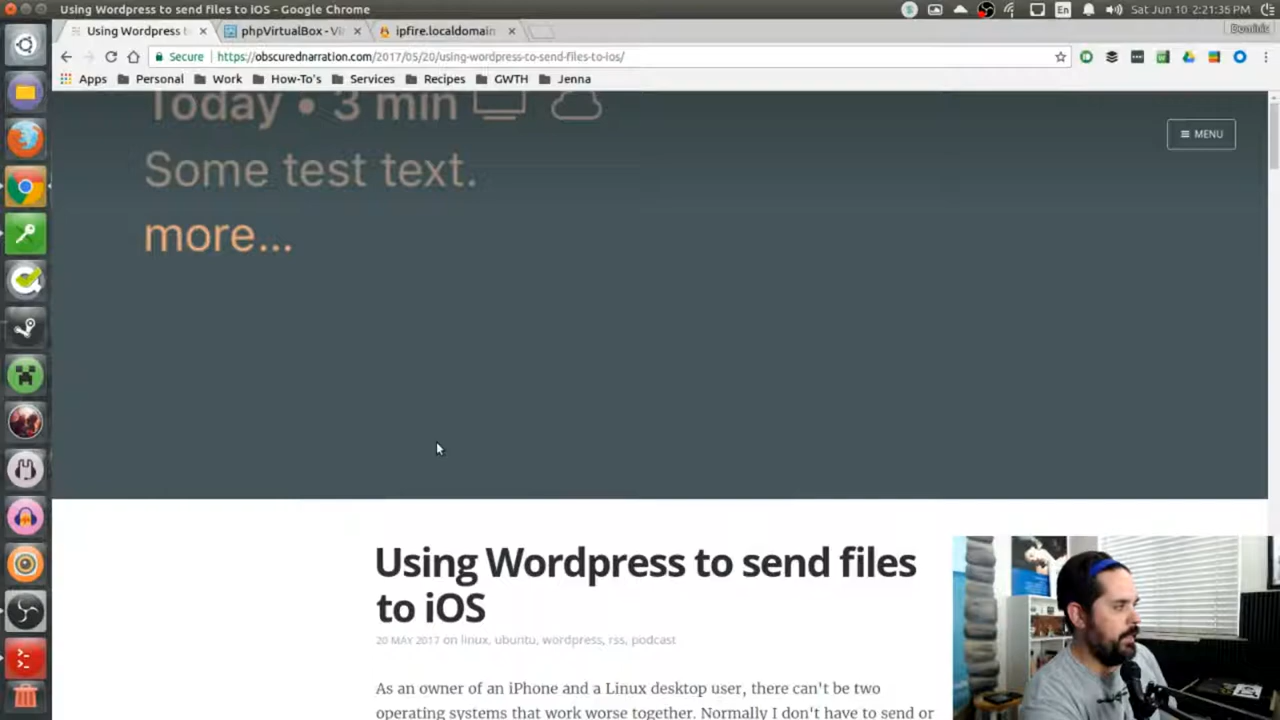 Using Wordpress to send files to iOS - Google Chrome
En
Sat Jun 10 2:21:36 PM
Using Wordpress t
phpVirtualBox - Vi
ipfire.localdomain
Dominic
Secure
https://obscurednarration.com/2017/05/20/using-wordpress-to-send-files-to-ios/
Apps Personal Work How-To's Services Recipes GWTH Jenna
Today • 3 min
MENU
Some test text.
more...
Using Wordpress to send files
to iOS
20 MAY 2017 on linux, ubuntu, wordpress, rss, podcast
As an owner of an iPhone and a Linux desktop user, there can't be two
operating systems that work worse together. Normally I don't have to send or